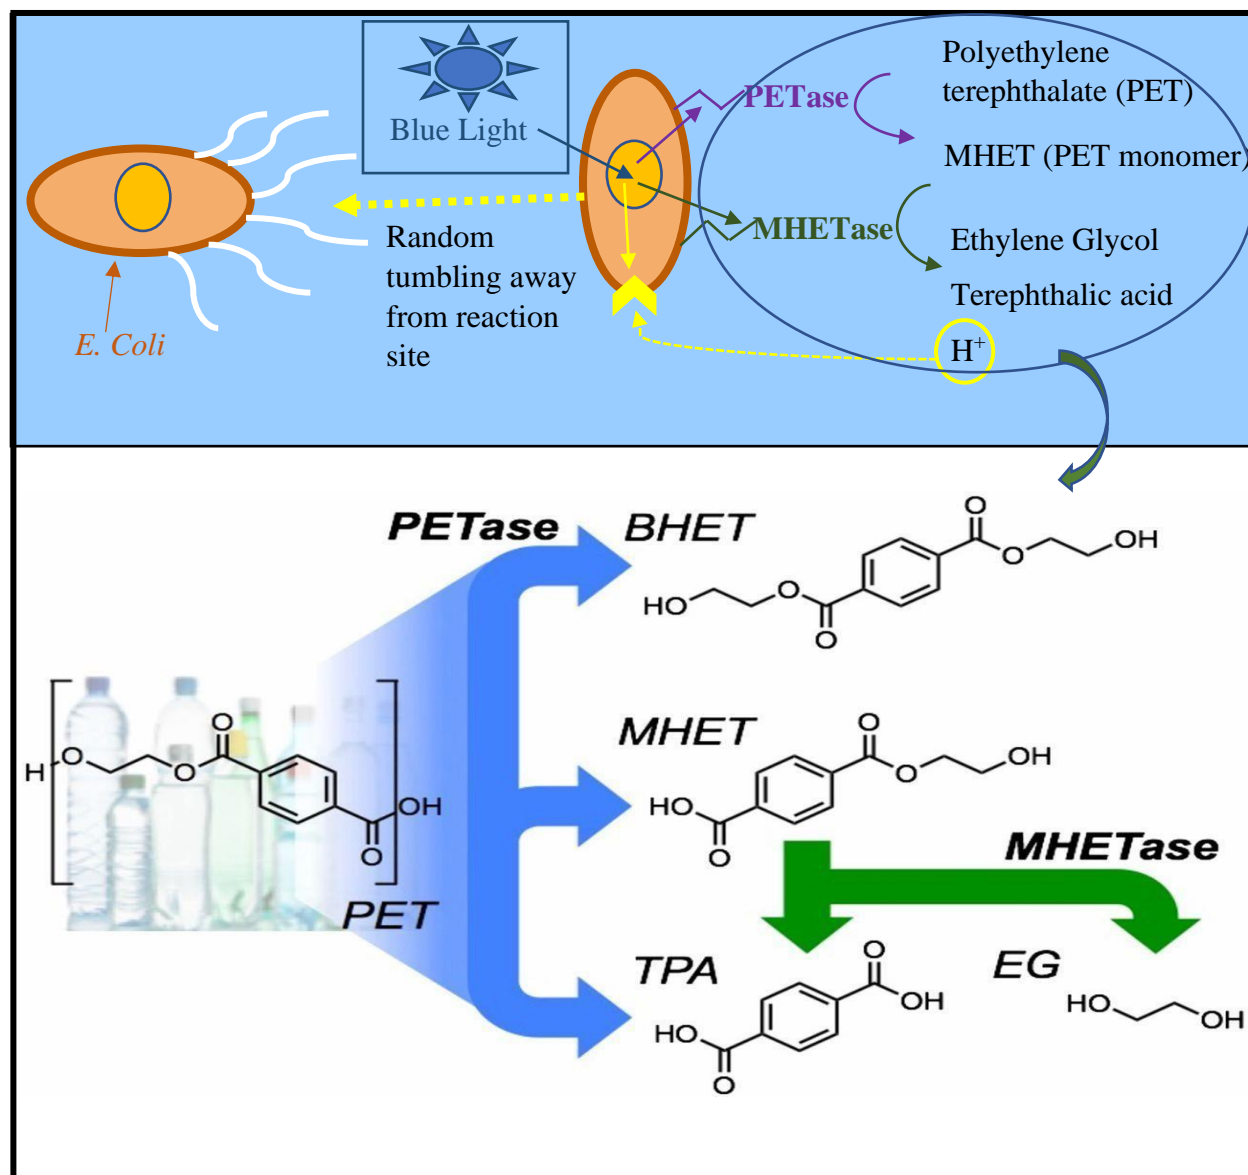 Blue Light
PETase
Polyethylene
terephthalate (PET)
MHET (PET monomer)
MHETase
Ethylene Glycol
Terephthalic acid
H⁺
Random
tumbling away
from reaction
site
E. Coli
PETase
BHET
O
O
OH
HO
O
O
MHET
O
O
OH
HO
O
H
O
O
O
O
OH
PET
MHETase
TPA
O
OH
HO
O
EG
HO
OH